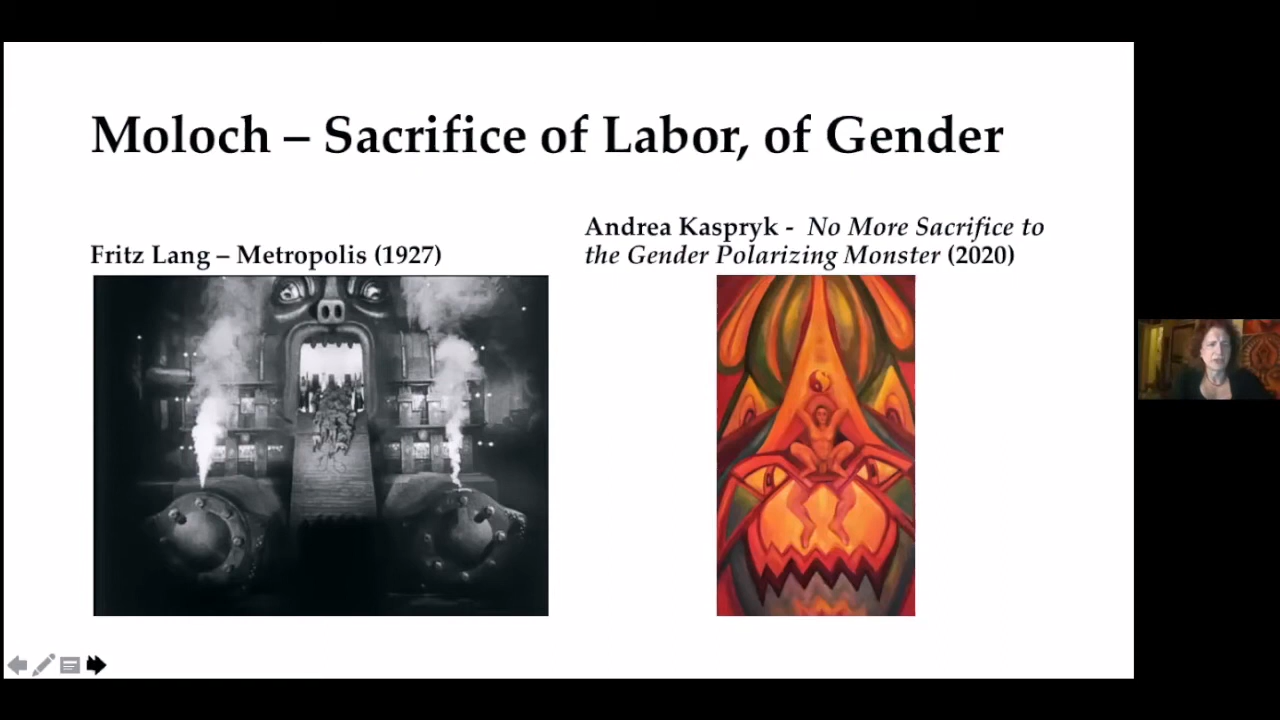 Moloch – Sacrifice of Labor, of Gender
Fritz Lang – Metropolis (1927)
Andrea Kaspryk -  No More Sacrifice to
the Gender Polarizing Monster (2020)